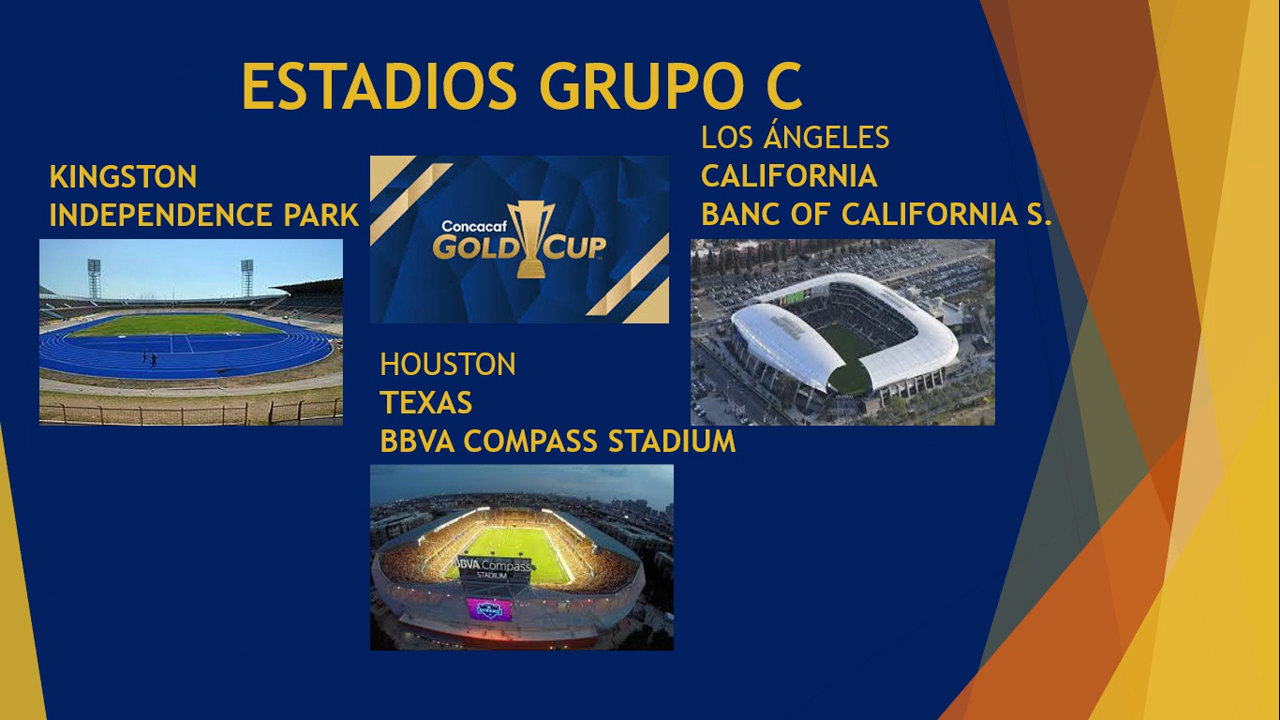 ESTADIOS GRUPO C
KINGSTON
INDEPENDENCE PARK
Concacaf
GOLD CUP
LOS ÁNGELES
CALIFORNIA
BANC OF CALIFORNIA S.
HOUSTON
TEXAS
BBVA COMPASS STADIUM
BBVA Compass
STADIUM